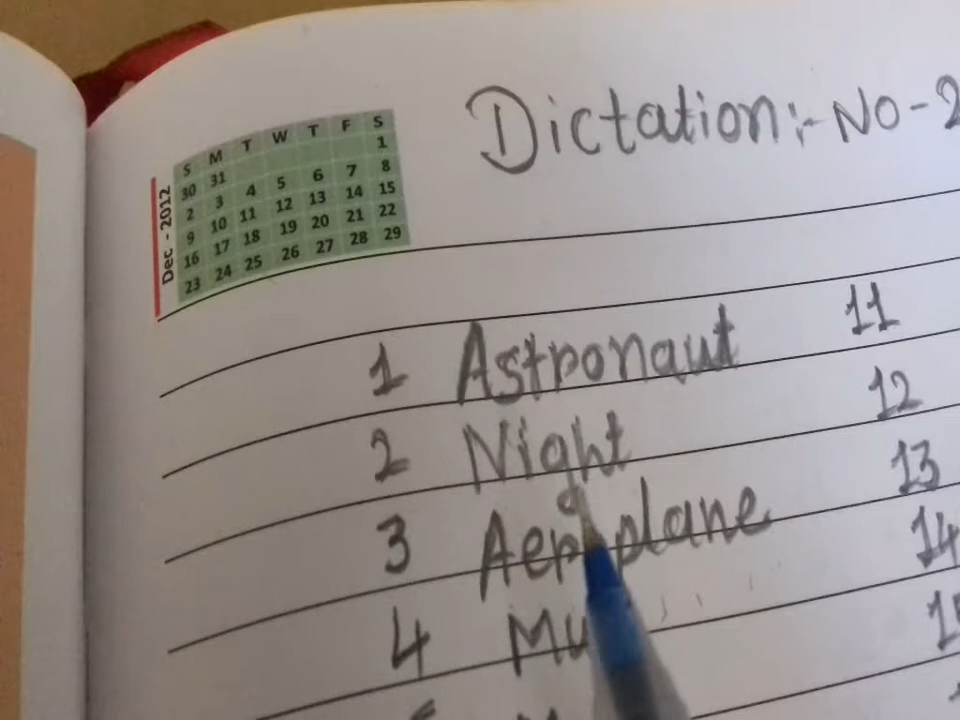 Dictation:- No-2
Dec - 2012
S M T W T F S
30 31 1
2 3 4 5 6 7 8
9 10 11 12 13 14 15
16 17 18 19 20 21 22
23 24 25 26 27 28 29
1 Astronaut 11
2 Night 12
3 13
4 14